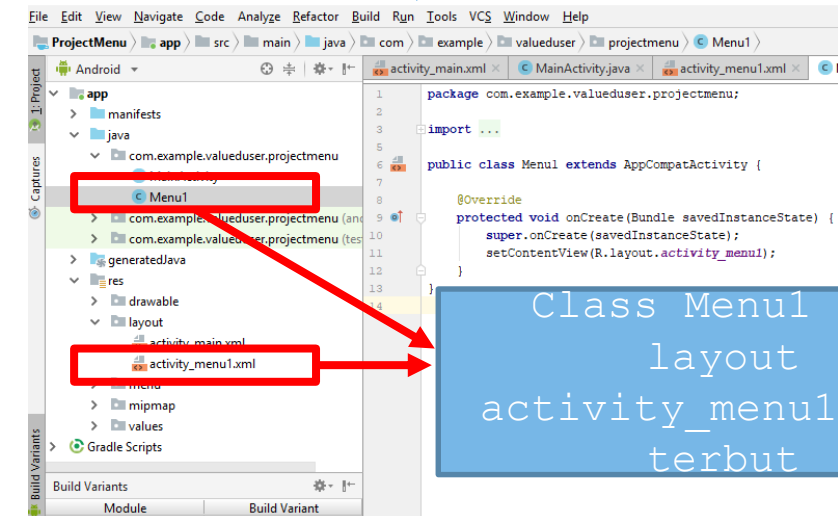 File Edit View Navigate Code Analyze Refactor Build Run Tools VCS Window Help
ProjectMenu app src main java com example valueduser projectmenu Menu1
1: Project
Captures
Build Variants
Android
app
manifests
java
com.example.valueduser.projectmenu
MainActivity
Menu1
com.example.valueduser.projectmenu (and
com.example.valueduser.projectmenu (tes
generatedJava
res
drawable
layout
activity_main.xml
activity_menu1.xml
menu
mipmap
values
Gradle Scripts
Build Variants
Module Build Variant
activity_main.xml MainActivity.java activity_menu1.xml
1 package com.example.valueduser.projectmenu;
2
3 import ...
5
6 public class Menu1 extends AppCompatActivity {
7
8 @Override
9 protected void onCreate(Bundle savedInstanceState) {
10 super.onCreate(savedInstanceState);
11 setContentView(R.layout.activity_menu1);
12 }
13 }
14
Class Menu1
layout
activity_menu1
terbut